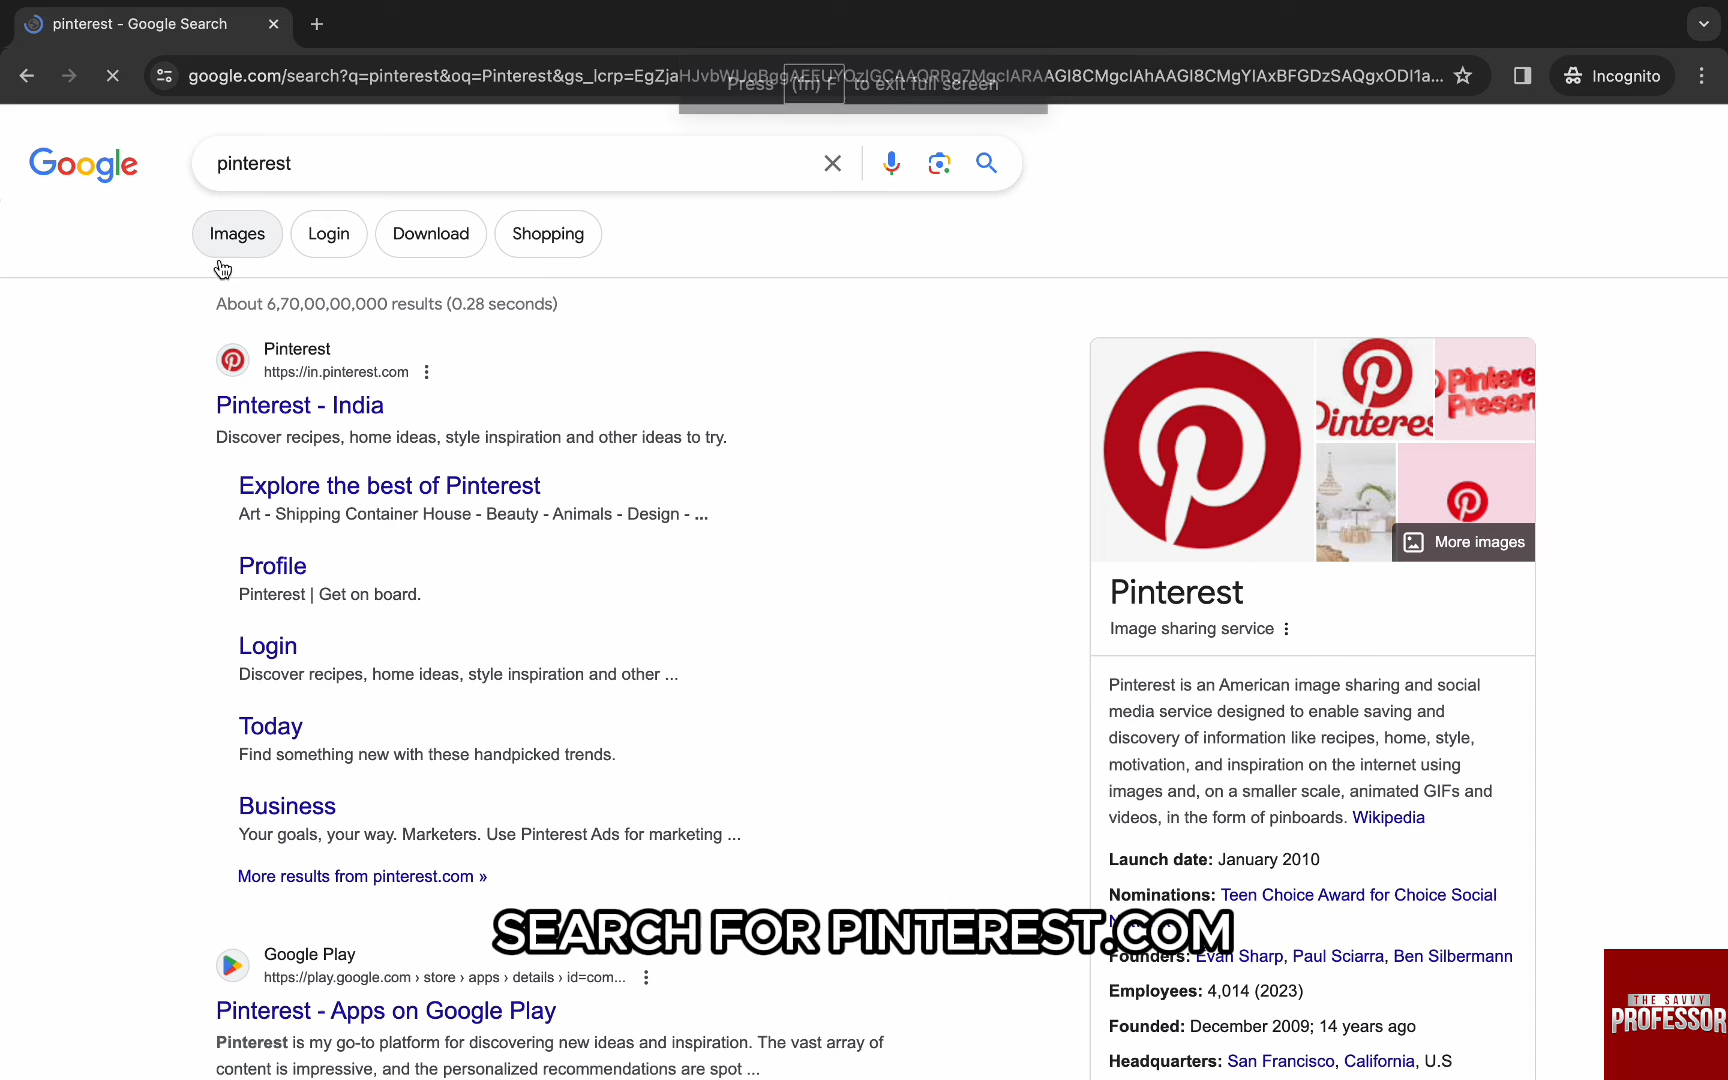 pinterest - Google Search
google.com/search?q=pinterest&oq=Pinterest&gs_lcrp=
Incognito
Press (fn) F to exit full screen
Google
pinterest
Images
Login
Download
Shopping
About 6,70,00,00,000 results (0.28 seconds)
Pinterest
https://in.pinterest.com
Pinterest - India
Discover recipes, home ideas, style inspiration and other ideas to try.
Explore the best of Pinterest
Art - Shipping Container House - Beauty - Animals - Design - ...
Profile
Pinterest | Get on board.
Login
Discover recipes, home ideas, style inspiration and other ...
Today
Find something new with these handpicked trends.
Business
Your goals, your way. Marketers. Use Pinterest Ads for marketing ...
More results from pinterest.com »
Google Play
https://play.google.com › store › apps › details › id=com...
Pinterest - Apps on Google Play
Pinterest is my go-to platform for discovering new ideas and inspiration. The vast array of
content is impressive, and the personalized recommendations are spot ...
More images
Pinterest
Image sharing service
Pinterest is an American image sharing and social
media service designed to enable saving and
discovery of information like recipes, home, style,
motivation, and inspiration on the internet using
images and, on a smaller scale, animated GIFs and
videos, in the form of pinboards. Wikipedia
Launch date: January 2010
Nominations: Teen Choice Award for Choice Social
Founders: Evan Sharp, Paul Sciarra, Ben Silbermann
Employees: 4,014 (2023)
Founded: December 2009; 14 years ago
Headquarters: San Francisco, California, U.S
SEARCH FOR PINTEREST.COM
THE SAVVY
PROFESSOR